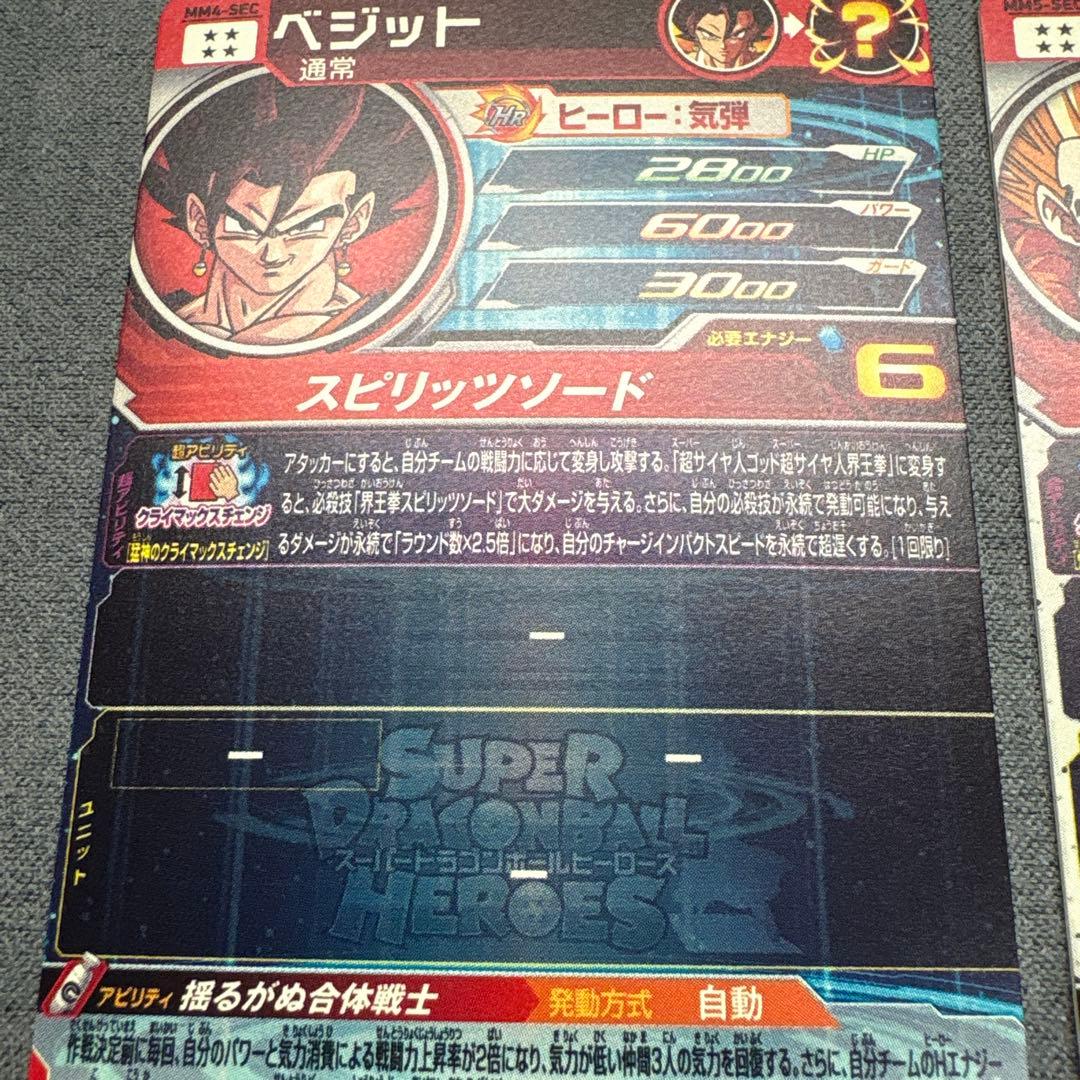 MM4-SEC
★★
★★
ベジット
通常
?
MM5-SEC
★★
★★
HR ヒーロー:気弾
HP
2800
パワー
6000
ガード
3000
必要エナジー 6
スピリッツソード
超アビリティ
超アビリティ
クライマックスチェンジ
[猛神のクライマックスチェンジ]
アタッカーにすると、自分チームの戦闘力に応じて変身し攻撃する。「超サイヤ人ゴッド超サイヤ人界王拳」に変身す
ると、必殺技「界王拳スピリッツソード」で大ダメージを与える。さらに、自分の必殺技が永続で発動可能になり、与え
るダメージが永続で「ラウンド数×2.5倍」になり、自分のチャージインパクトスピードを永続で超遅くする。[1回限り]
ー
ユニット
ー
ー
ー
SUPER
DRAGONBALL
スーパードラゴンボールヒーローズ
HEROES
アビリティ 揺るがぬ合体戦士 発動方式 自動
作戦決定前に毎回、自分のパワーと気力消費による戦闘力上昇率が2倍になり、気力が低い仲間3人の気力を回復する。さらに、自分チームのHエナジー